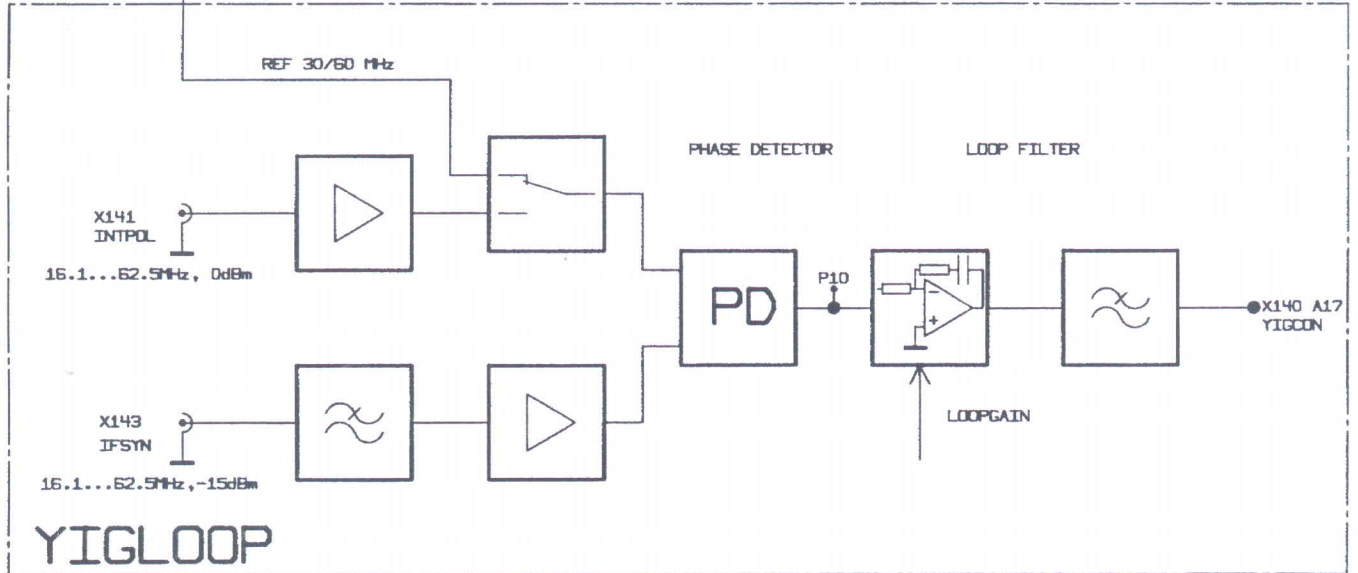 REF 30/60 MHz
PHASE DETECTOR
LOOP FILTER
X141
INTPOL
16.1...62.5MHz, 0dBm
PD
P10
-
+
X140 A17
YIGCON
X143
IFSYN
16.1...62.5MHz,-15dBm
LOOPGAIN
YIGLOOP